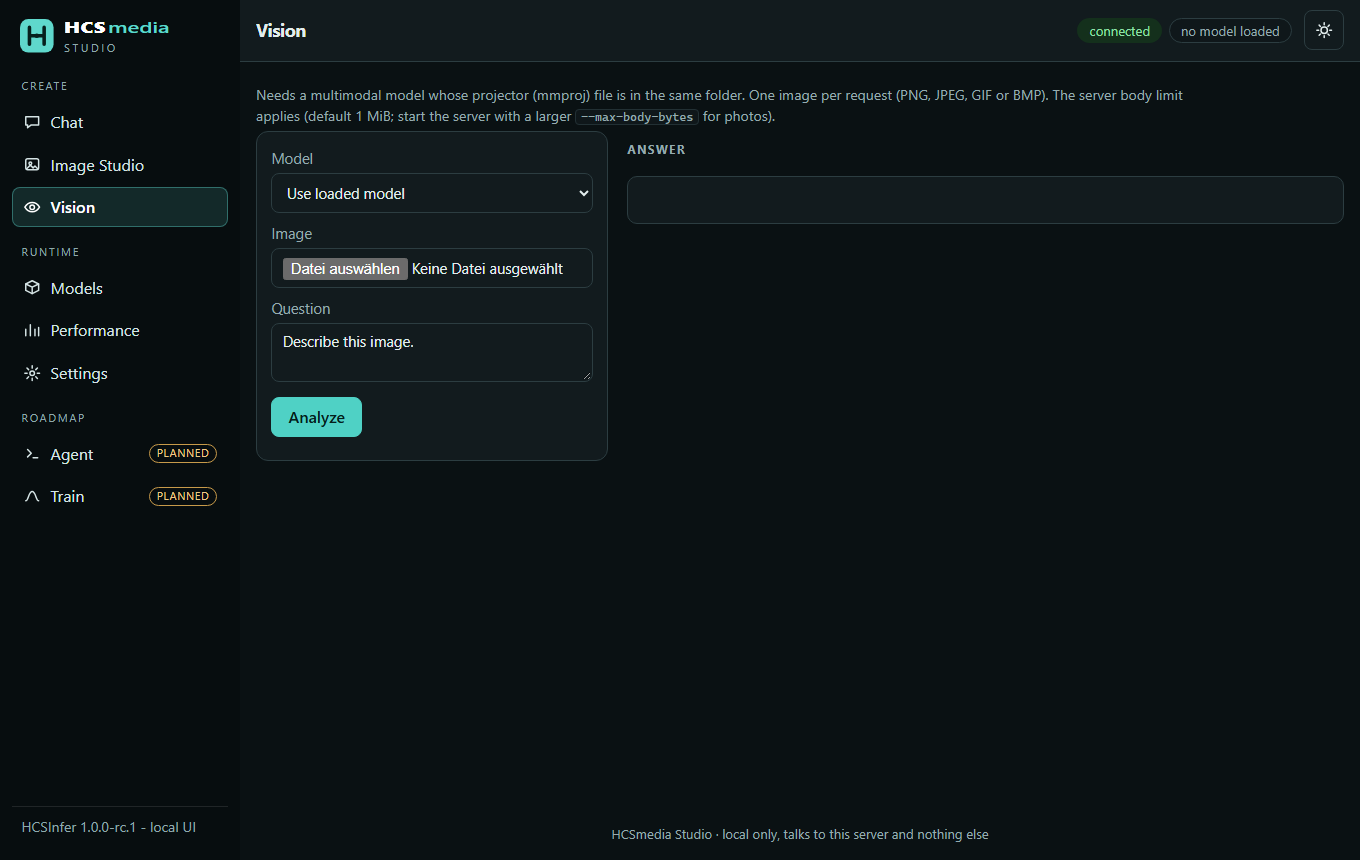 HCSmedia
STUDIO
CREATE
Chat
Image Studio
Vision
RUNTIME
Models
Performance
Settings
ROADMAP
Agent PLANNED
Train PLANNED
HCSInfer 1.0.0-rc.1 - local UI
Vision
connected
no model loaded
Needs a multimodal model whose projector (mmproj) file is in the same folder. One image per request (PNG, JPEG, GIF or BMP). The server body limit
applies (default 1 MiB; start the server with a larger --max-body-bytes for photos).
Model
Use loaded model
Image
Datei auswählen Keine Datei ausgewählt
Question
Describe this image.
Analyze
ANSWER
HCSmedia Studio · local only, talks to this server and nothing else